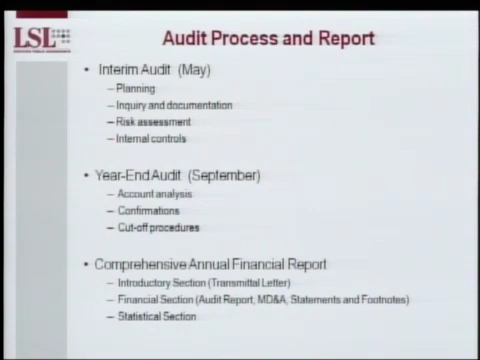 LSL
Audit Process and Report
• Interim Audit (May)
– Planning
– Inquiry and documentation
– Risk assessment
– Internal controls
• Year-End Audit (September)
– Account analysis
– Confirmations
– Cut-off procedures
• Comprehensive Annual Financial Report
– Introductory Section (Transmittal Letter)
– Financial Section (Audit Report, MD&A, Statements and Footnotes)
– Statistical Section